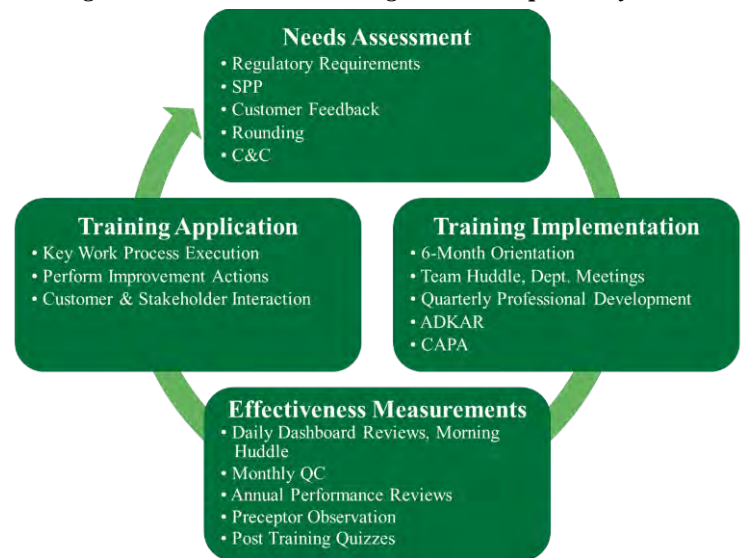 Needs Assessment
• Regulatory Requirements
• SPP
• Customer Feedback
• Rounding
• C&C
Training Application
• Key Work Process Execution
• Perform Improvement Actions
• Customer & Stakeholder Interaction
Training Implementation
• 6-Month Orientation
• Team Huddle, Dept. Meetings
• Quarterly Professional Development
• ADKAR
• CAPA
Effectiveness Measurements
• Daily Dashboard Reviews, Morning
Huddle
• Monthly QC
• Annual Performance Reviews
• Preceptor Observation
• Post Training Quizzes